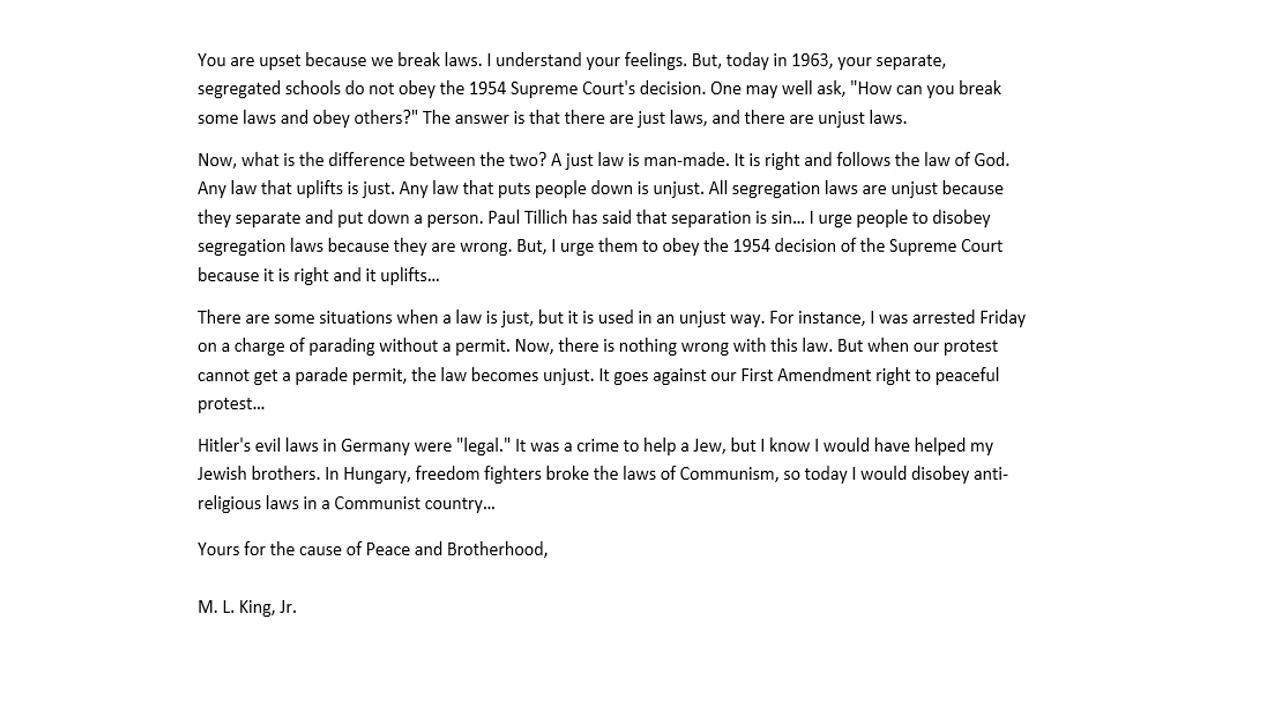 You are upset because we break laws. I understand your feelings. But, today in 1963, your separate,
segregated schools do not obey the 1954 Supreme Court's decision. One may well ask, "How can you break
some laws and obey others?" The answer is that there are just laws, and there are unjust laws.
Now, what is the difference between the two? A just law is man-made. It is right and follows the law of God.
Any law that uplifts is just. Any law that puts people down is unjust. All segregation laws are unjust because
they separate and put down a person. Paul Tillich has said that separation is sin... I urge people to disobey
segregation laws because they are wrong. But, I urge them to obey the 1954 decision of the Supreme Court
because it is right and it uplifts...
There are some situations when a law is just, but it is used in an unjust way. For instance, I was arrested Friday
on a charge of parading without a permit. Now, there is nothing wrong with this law. But when our protest
cannot get a parade permit, the law becomes unjust. It goes against our First Amendment right to peaceful
protest...
Hitler's evil laws in Germany were "legal." It was a crime to help a Jew, but I know I would have helped my
Jewish brothers. In Hungary, freedom fighters broke the laws of Communism, so today I would disobey anti-
religious laws in a Communist country...
Yours for the cause of Peace and Brotherhood,
M. L. King, Jr.